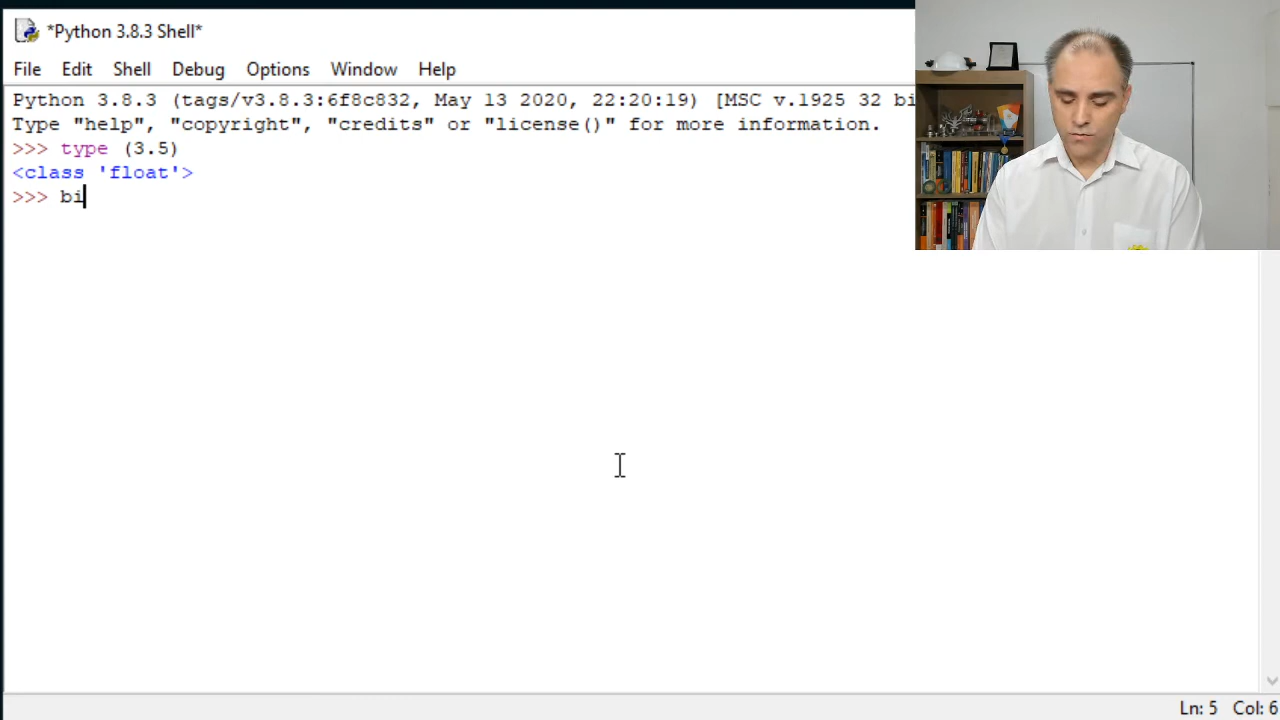 *Python 3.8.3 Shell*
File Edit Shell Debug Options Window Help
Python 3.8.3 (tags/v3.8.3:6f8c832, May 13 2020, 22:20:19) [MSC v.1925 32 bi
Type "help", "copyright", "credits" or "license()" for more information.
>>> type (3.5)
<class 'float'>
>>> bi
Ln: 5 Col: 6